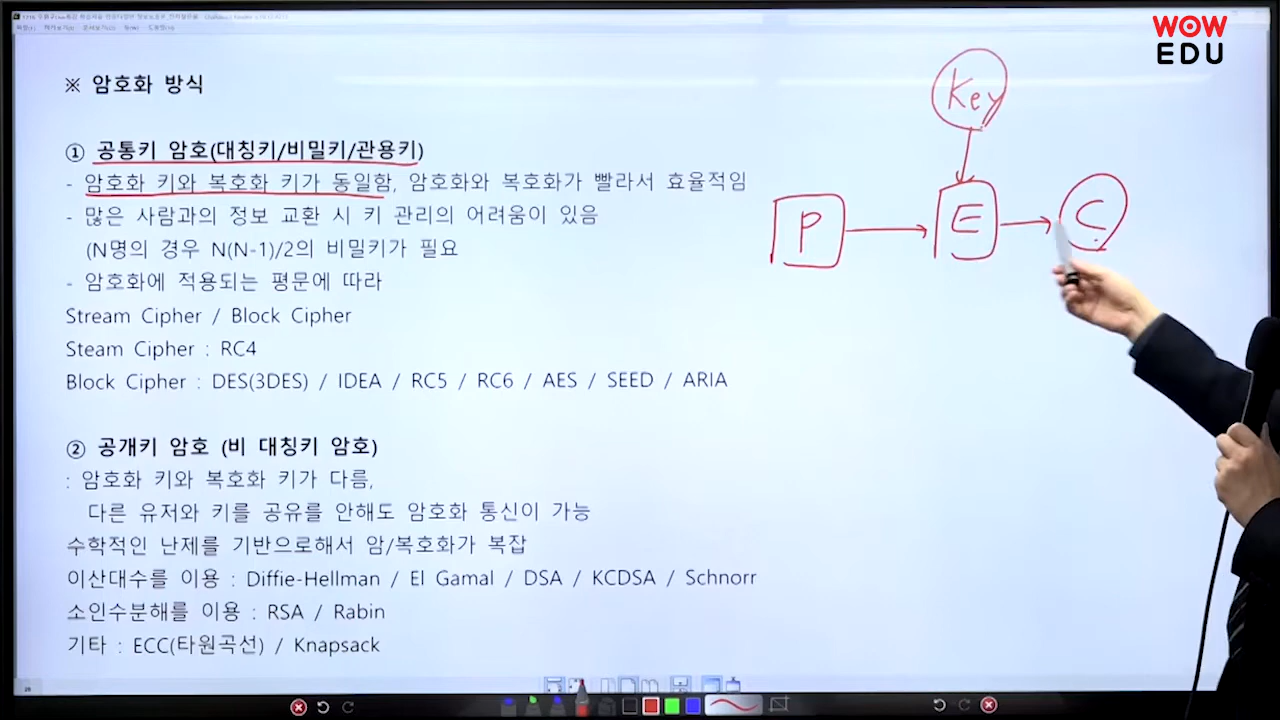 WOW
EDU
※ 암호화 방식
① 공통키 암호(대칭키/비밀키/관용키)
- 암호화 키와 복호화 키가 동일함, 암호화와 복호화가 빨라서 효율적임
- 많은 사람과의 정보 교환 시 키 관리의 어려움이 있음
(N명의 경우 N(N-1)/2의 비밀키가 필요
- 암호화에 적용되는 평문에 따라
Stream Cipher / Block Cipher
Steam Cipher : RC4
Block Cipher : DES(3DES) / IDEA / RC5 / RC6 / AES / SEED / ARIA
② 공개키 암호 (비 대칭키 암호)
: 암호화 키와 복호화 키가 다름,
다른 유저와 키를 공유를 안해도 암호화 통신이 가능
수학적인 난제를 기반으로해서 암/복호화가 복잡
이산대수를 이용 : Diffie-Hellman / El Gamal / DSA / KCDSA / Schnorr
소인수분해를 이용 : RSA / Rabin
기타 : ECC(타원곡선) / Knapsack
Key
P E C
28